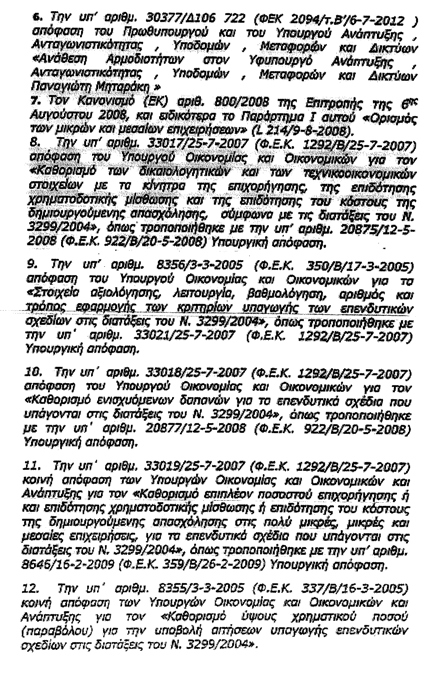 6. Την υπ' αριθμ. 30377/Δ106 722 (ΦΕΚ 2094/τ.Β'/6-7-2012 )
απόφαση του Πρωθυπουργού και του Υπουργού Ανάπτυξης ,
Ανταγωνιστικότητας , Υποδομών , Μεταφορών και Δικτύων
«Ανάθεση Αρμοδιοτήτων στον Υφυπουργό Ανάπτυξης ,
Ανταγωνιστικότητας , Υποδομών , Μεταφορών και Δικτύων
Παναγιώτη Μηταράκη »
7. Τον Κανονισμό (ΕΚ) αριθ. 800/2008 της Επιτροπής της 6ης
Αυγούστου 2008, και ειδικότερα το Παράρτημα Ι αυτού «Ορισμός
των μικρών και μεσαίων επιχειρήσεων» (L 214/9-8-2008).
8. Την υπ' αριθμ. 33017/25-7-2007 (Φ.Ε.Κ. 1292/Β/25-7-2007)
απόφαση του Υπουργού Οικονομίας και Οικονομικών για τον
«Καθορισμό των δικαιολογητικών και των τεχνικοοικονομικών
στοιχείων με τα κίνητρα της επιχορήγησης, της επιδότησης
χρηματοδοτικής μίσθωσης και της επιδότησης του κόστους της
δημιουργούμενης απασχόλησης, σύμφωνα με τις διατάξεις του Ν.
3299/2004», όπως τροποποιήθηκε με την υπ' αριθμ. 20875/12-5-
2008 (Φ.Ε.Κ. 922/Β/20-5-2008) Υπουργική απόφαση.
9. Την υπ' αριθμ. 8356/3-3-2005 (Φ.Ε.Κ. 350/Β/17-3-2005)
απόφαση του Υπουργού Οικονομίας και Οικονομικών για τα
«Στοιχεία αξιολόγησης, λειτουργία, βαθμολόγηση, αριθμός και
τρόπος εφαρμογής των κριτηρίων υπαγωγής των επενδυτικών
σχεδίων στις διατάξεις του Ν. 3299/2004», όπως τροποποιήθηκε με
την υπ' αριθμ. 33021/25-7-2007 (Φ.Ε.Κ. 1292/Β/25-7-2007)
Υπουργική απόφαση.
10. Την υπ' αριθμ. 33018/25-7-2007 (Φ.Ε.Κ. 1292/Β/25-7-2007)
απόφαση του Υπουργού Οικονομίας και Οικονομικών για τον
«Καθορισμό ενισχυόμενων δαπανών για τα επενδυτικά σχέδια που
υπάγονται στις διατάξεις του Ν. 3299/2004», όπως τροποποιήθηκε
με την υπ' αριθμ. 20877/12-5-2008 (Φ.Ε.Κ. 922/Β/20-5-2008)
Υπουργική απόφαση.
11. Την υπ' αριθμ. 33019/25-7-2007 (Φ.Ε.Κ. 1292/Β/25-7-2007)
κοινή απόφαση των Υπουργών Οικονομίας και Οικονομικών και
Ανάπτυξης για τον «Καθορισμό επιπλέον ποσοστού επιχορήγησης ή
και επιδότησης χρηματοδοτικής μίσθωσης ή επιδότησης του κόστους
της δημιουργούμενης απασχόλησης στις πολύ μικρές, μικρές και
μεσαίες επιχειρήσεις, για τα επενδυτικά σχέδια που υπάγονται στις
διατάξεις του Ν. 3299/2004», όπως τροποποιήθηκε με την υπ' αριθμ.
8645/16-2-2009 (Φ.Ε.Κ. 359/Β/26-2-2009) Υπουργική απόφαση.
12. Την υπ' αριθμ. 8355/3-3-2005 (Φ.Ε.Κ. 337/Β/16-3-2005)
κοινή απόφαση των Υπουργών Οικονομίας και Οικονομικών και
Ανάπτυξης για τον «Καθορισμό ύψους χρηματικού ποσού
(παραβόλου) για την υποβολή αιτήσεων υπαγωγής επενδυτικών
σχεδίων στις διατάξεις του Ν. 3299/2004».